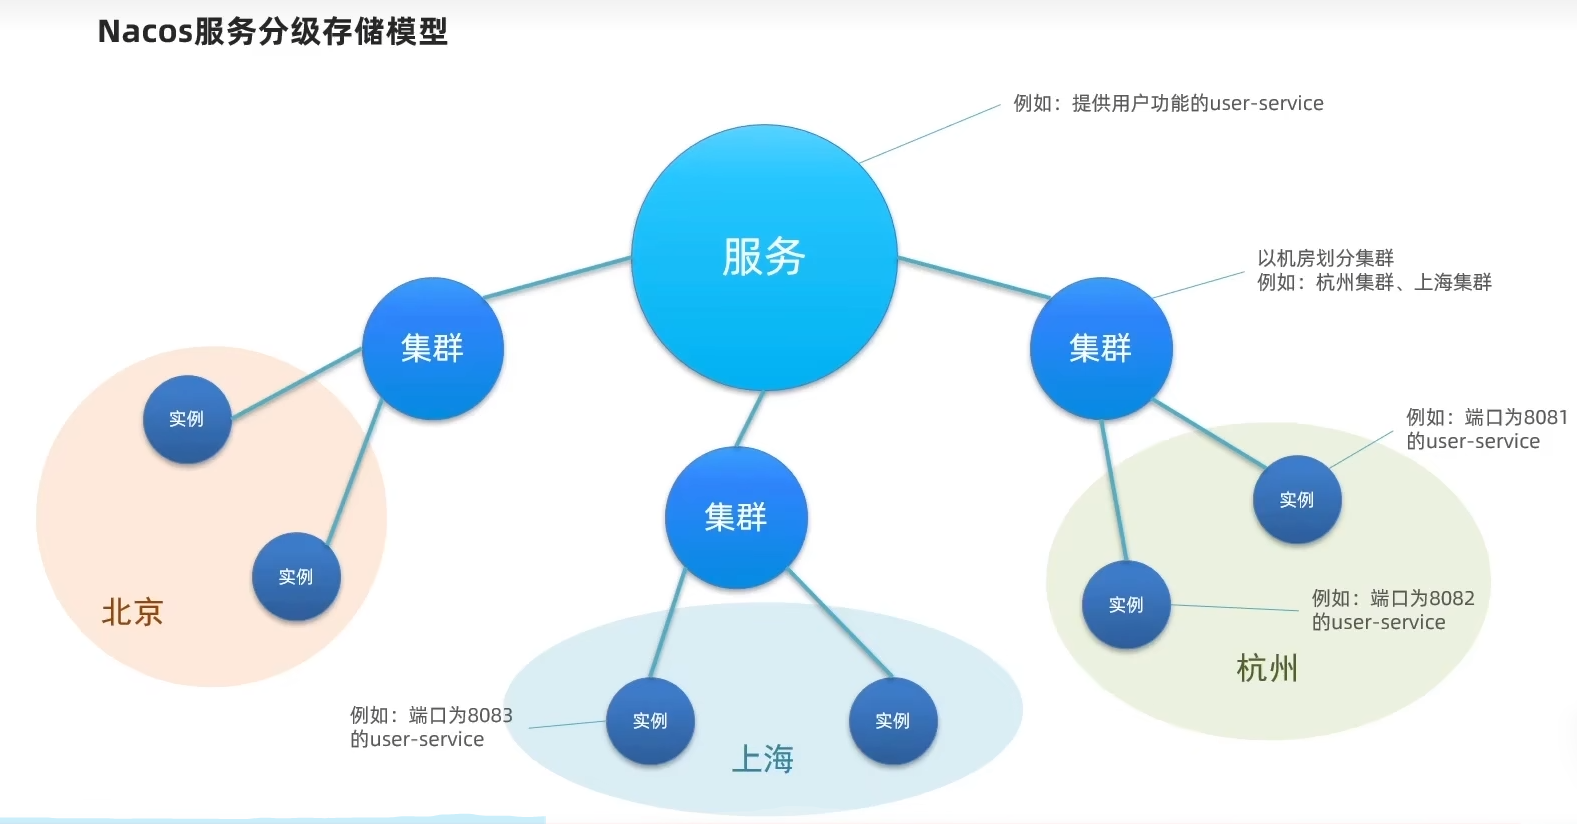 Nacos服务分级存储模型
例如：提供用户功能的user-service
服务
以机房划分集群
例如：杭州集群、上海集群
集群
集群
例如：端口为8081
的user-service
实例
实例
集群
实例
例如：端口为8082
的user-service
实例
北京
杭州
例如：端口为8083
的user-service
实例
实例
上海